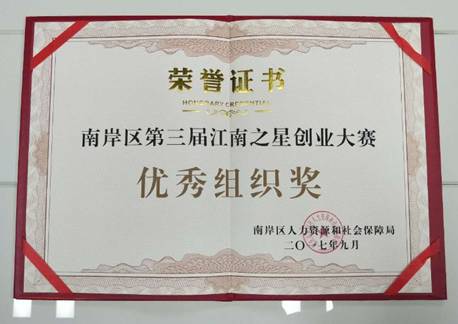 荣誉证书
HONORARY CREDENTIAL
南岸区第三届江南之星创业大赛
优秀组织奖
南岸区人力资源和社会保障局
二〇一七年九月